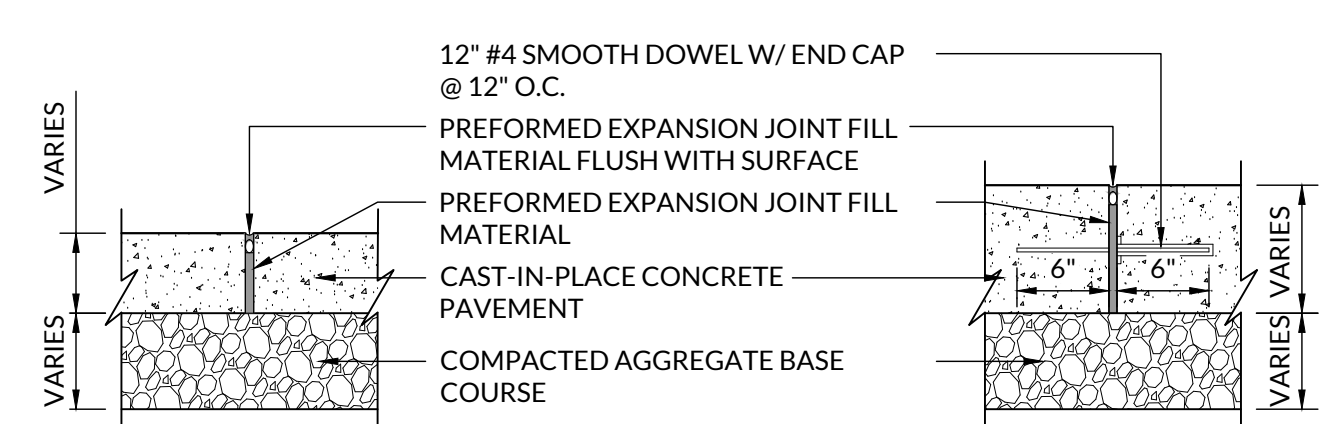 12" #4 SMOOTH DOWEL W/ END CAP
@ 12" O.C.
PREFORMED EXPANSION JOINT FILL
MATERIAL FLUSH WITH SURFACE
PREFORMED EXPANSION JOINT FILL
MATERIAL
CAST-IN-PLACE CONCRETE
PAVEMENT
COMPACTED AGGREGATE BASE
COURSE
VARIES
VARIES
6"
6"
VARIES
VARIES